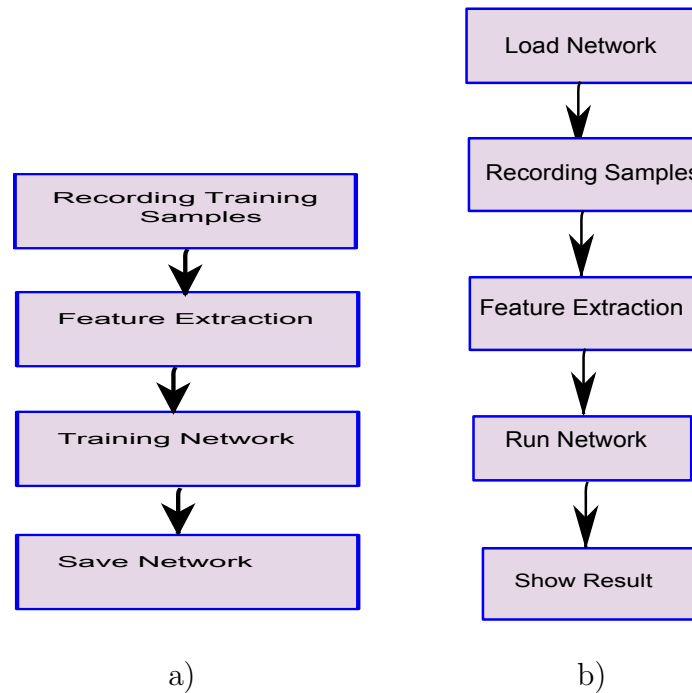 Recording Training
Samples
Feature Extraction
Training Network
Save Network
a)
Load Network
Recording Samples
Feature Extraction
Run Network
Show Result
b)